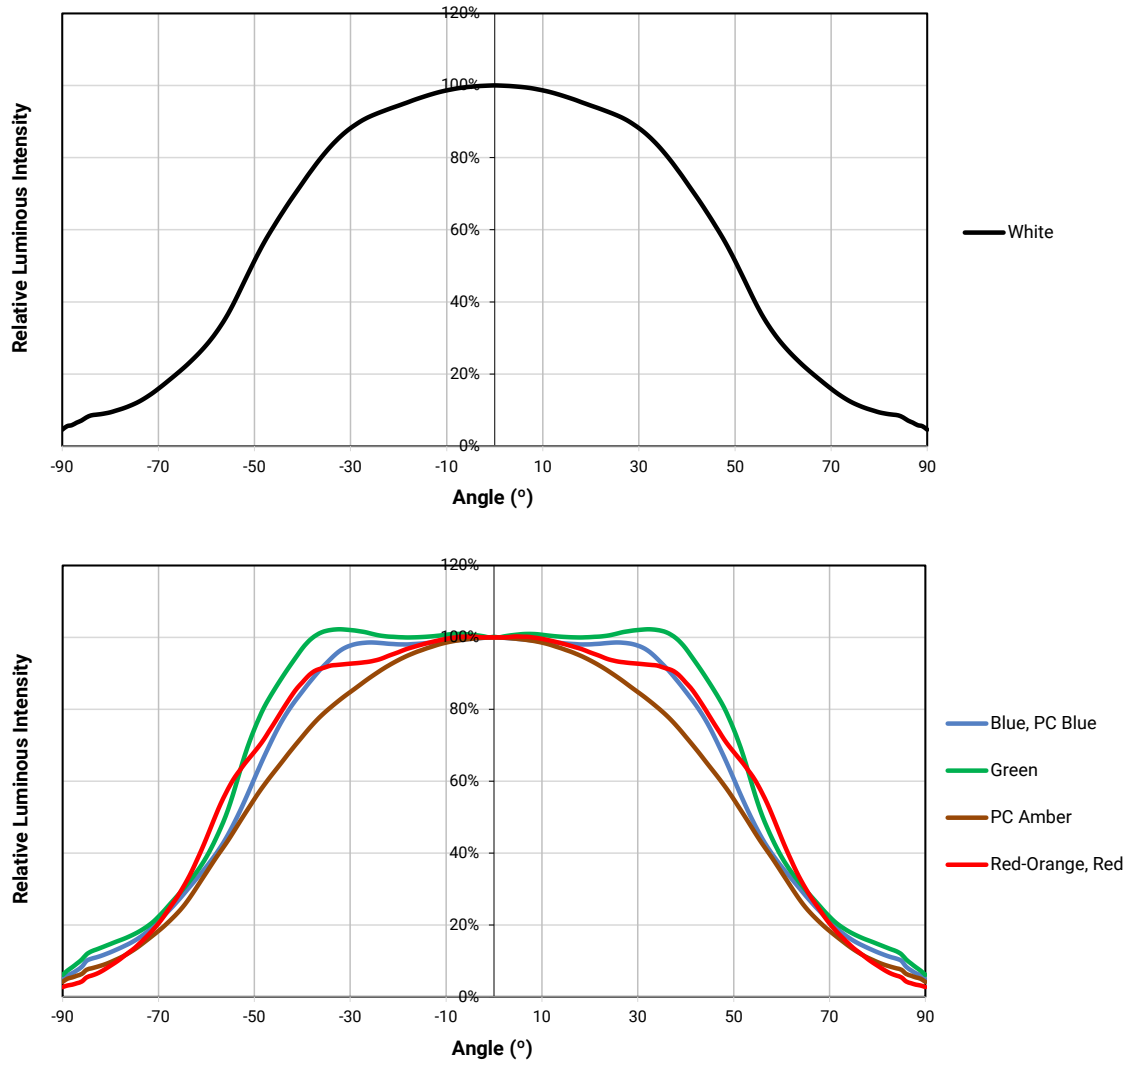 120%
100%
80%
60%
40%
20%
0%
-90 -70 -50 -30 -10 10 30 50 70 90
Relative Luminous Intensity
Angle (º)
White
120%
100%
80%
60%
40%
20%
0%
-90 -70 -50 -30 -10 10 30 50 70 90
Relative Luminous Intensity
Angle (º)
Blue, PC Blue
Green
PC Amber
Red-Orange, Red